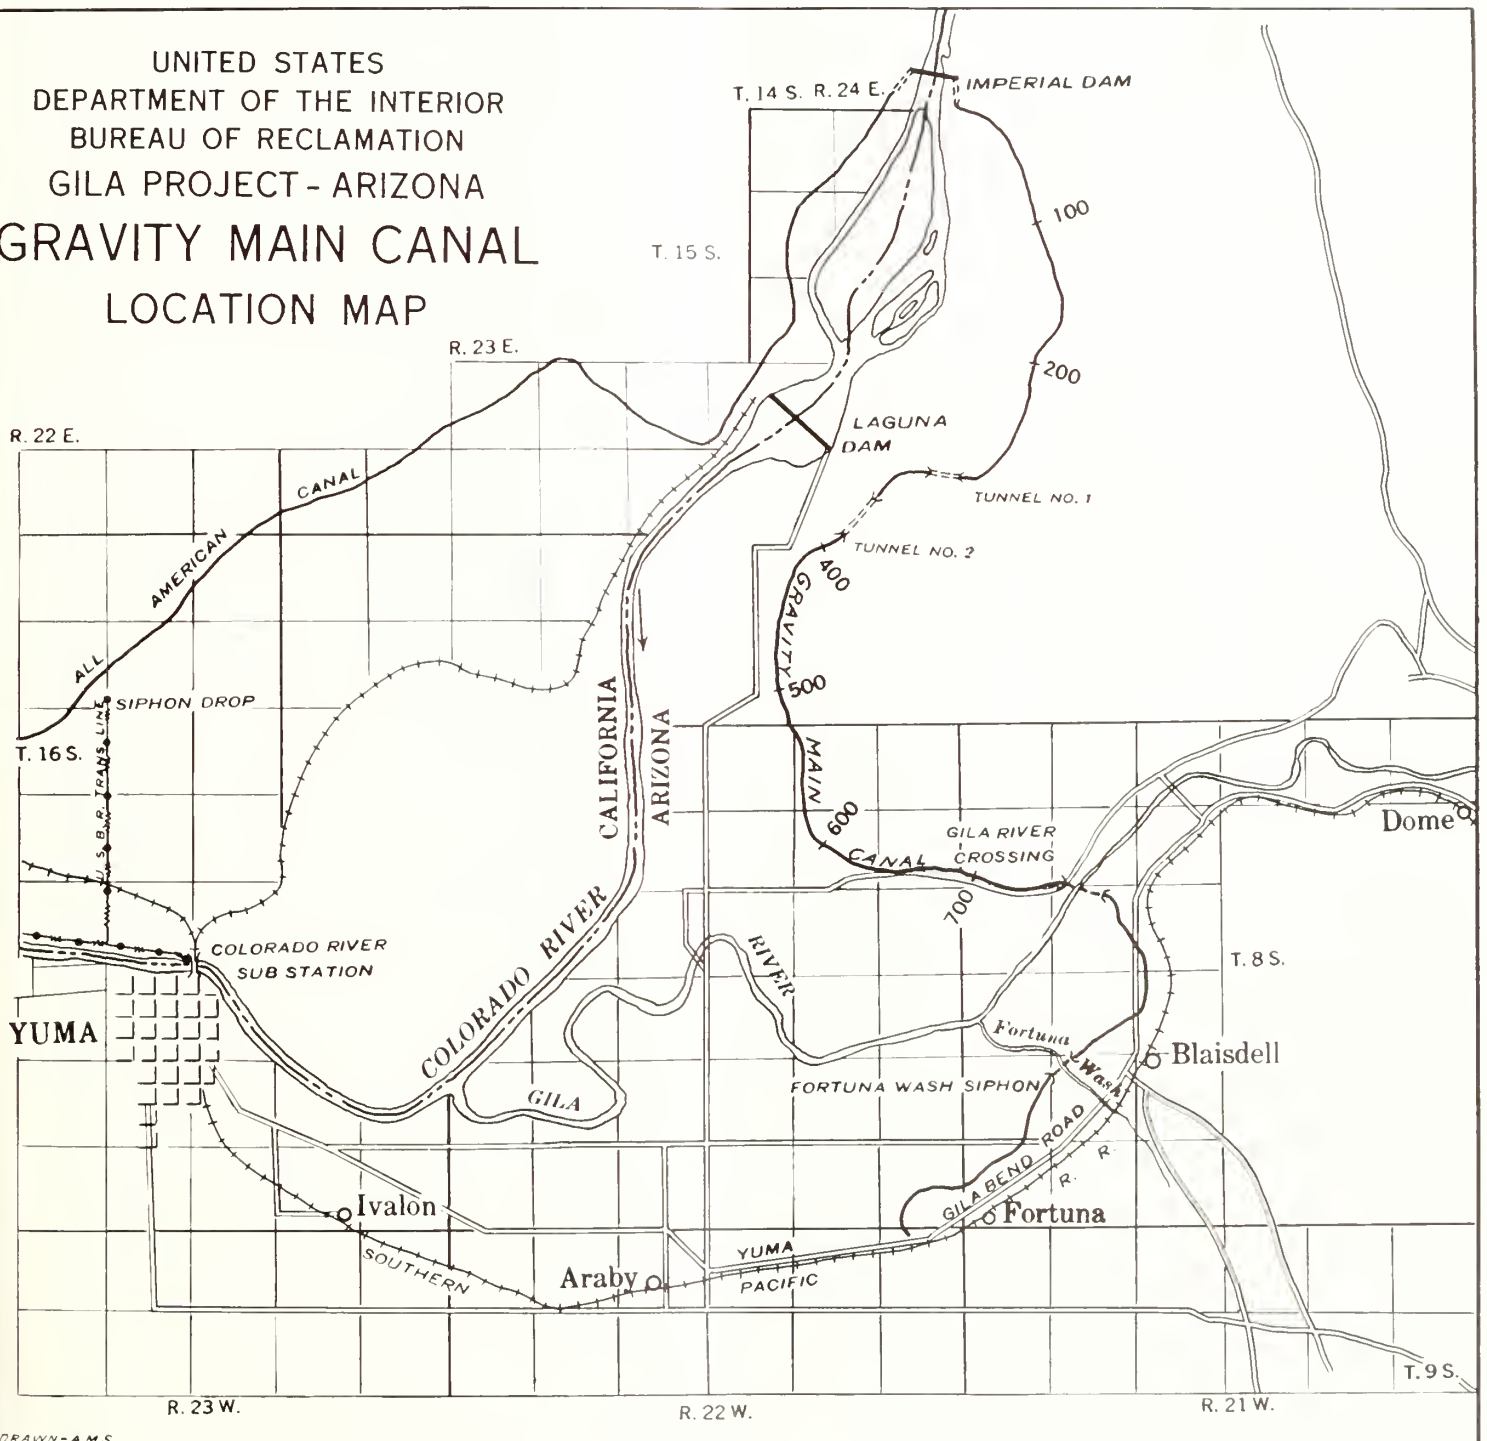 UNITED STATES
DEPARTMENT OF THE INTERIOR
BUREAU OF RECLAMATION
GILA PROJECT - ARIZONA
GRAVITY MAIN CANAL
LOCATION MAP
T. 14 S. R. 24 E.
IMPERIAL DAM
100
T. 15 S.
R. 23 E.
200
R. 22 E.
LAGUNA
DAM
ALL AMERICAN CANAL
TUNNEL NO. 1
TUNNEL NO. 2
400
GRAVITY
500
SIPHON DROP
T. 16 S.
U. S. B. R. TRANS. LINE
CALIFORNIA
ARIZONA
MAIN
600
CANAL
GILA RIVER
CROSSING
Dome
700
COLORADO RIVER
SUB STATION
COLORADO RIVER
RIVER
T. 8 S.
YUMA
Fortuna Wash
Blaisdell
FORTUNA WASH SIPHON
GILA
GILA BEND ROAD
R. R.
Ivalon
Fortuna
SOUTHERN
YUMA
Araby
PACIFIC
T. 9 S.
R. 23 W.
R. 22 W.
R. 21 W.
DRAWN - A.M.S.